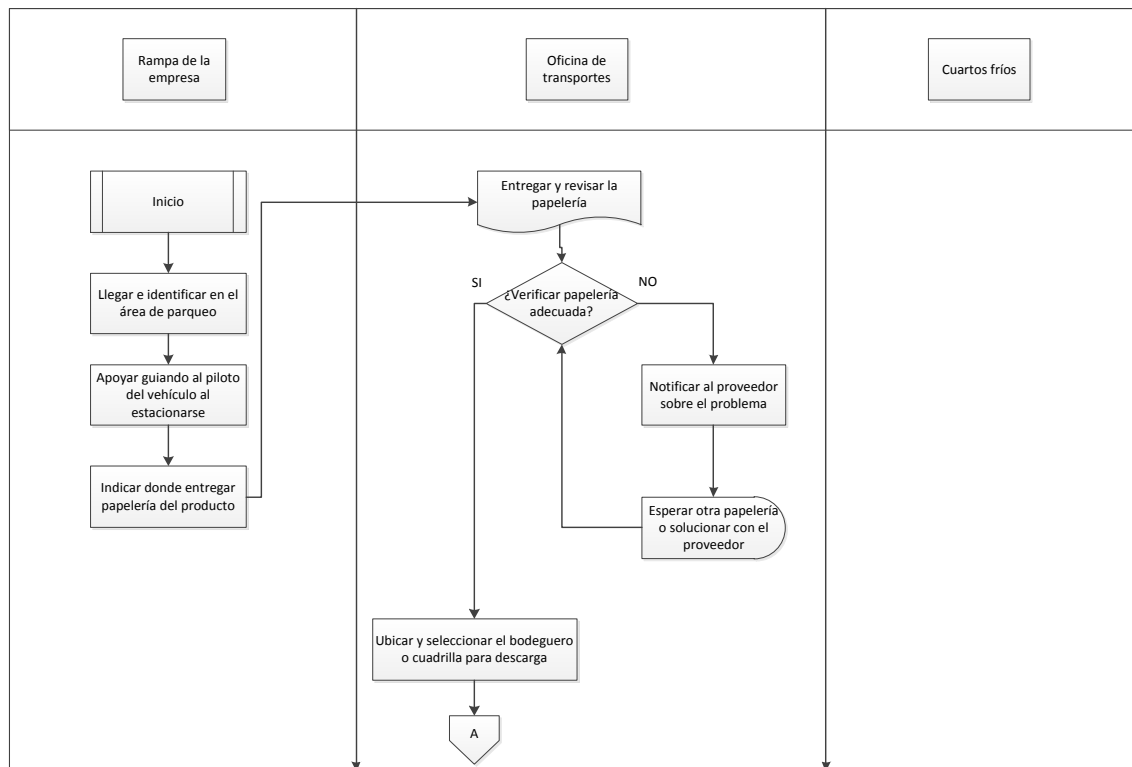 Rampa de la
empresa
Oficina de
transportes
Cuartos fríos
Inicio
Llegar e identificar en el
área de parqueo
Apoyar guiando al piloto
del vehículo al
estacionarse
Indicar donde entregar
papelería del producto
Entregar y revisar la
papelería
¿Verificar papelería
adecuada?
SI
NO
Notificar al proveedor
sobre el problema
Esperar otra papelería
o solucionar con el
proveedor
Ubicar y seleccionar el bodeguero
o cuadrilla para descarga
A